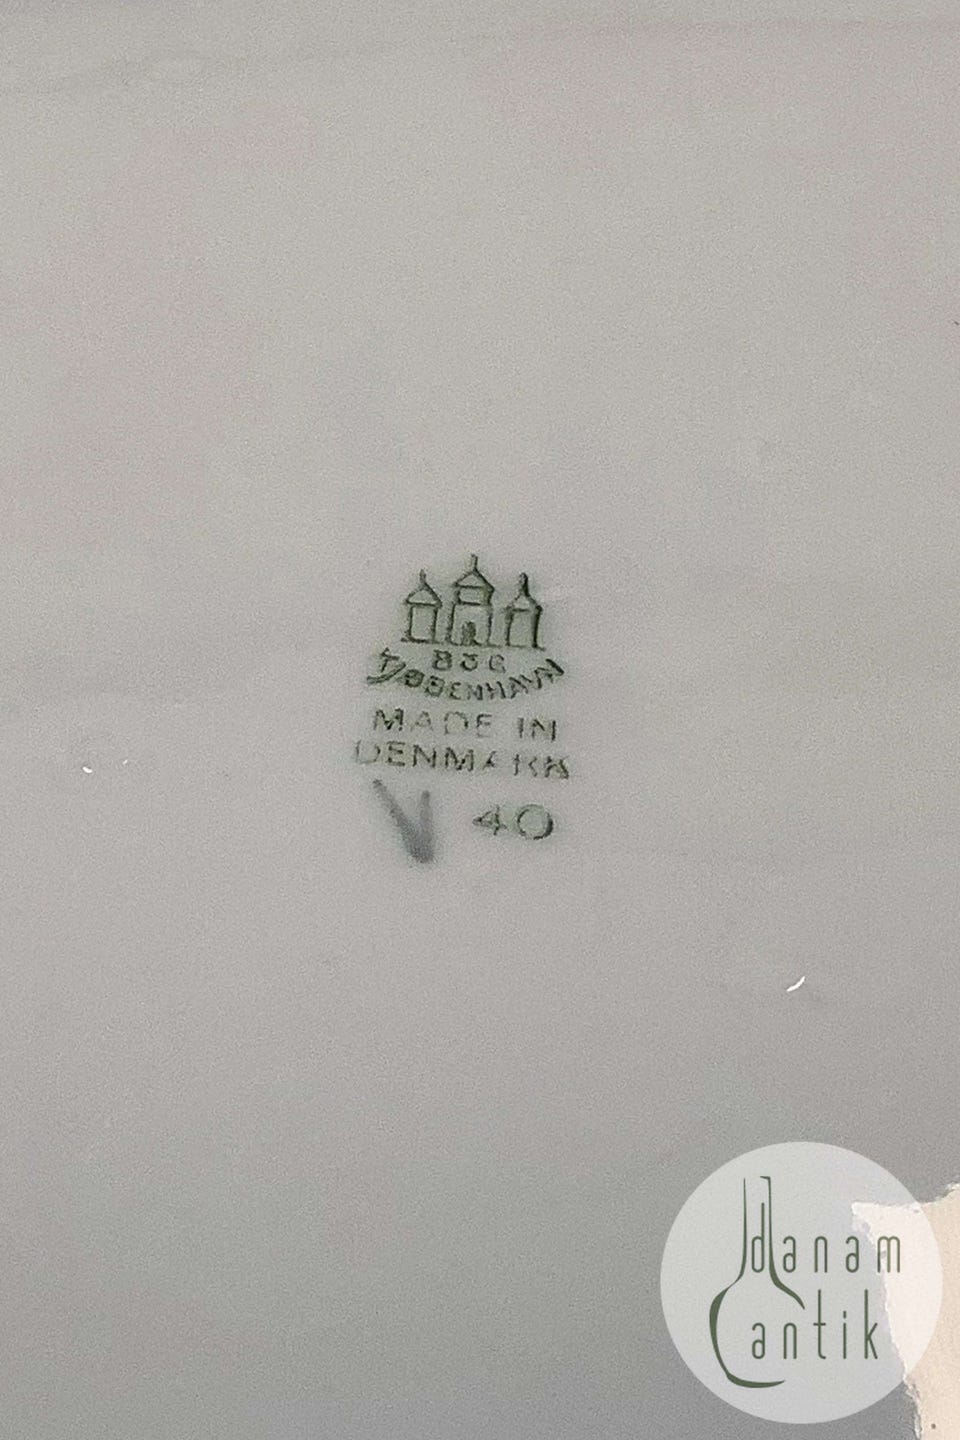 B&G
KØBENHAVN
MADE IN
DENMARK
V 40
danam
antik